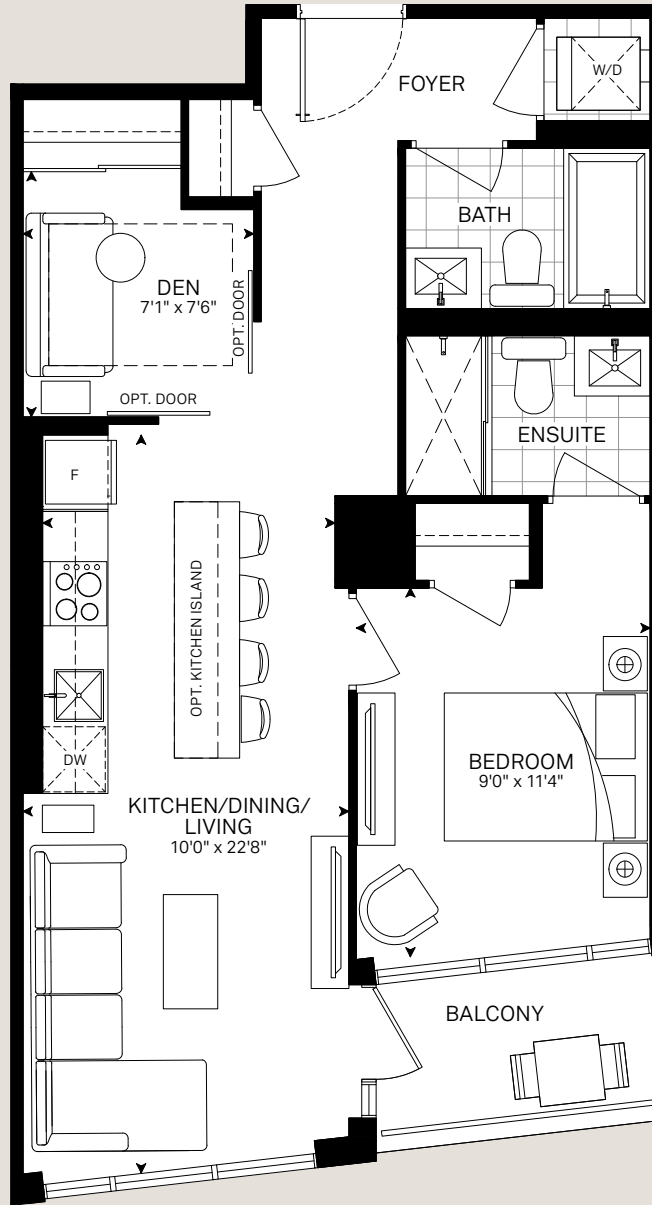 FOYER
W/D
BATH
DEN
7'1" x 7'6"
OPT. DOOR
OPT. DOOR
ENSUITE
F
OPT. KITCHEN ISLAND
DW
BEDROOM
9'0" x 11'4"
KITCHEN/DINING/
LIVING
10'0" x 22'8"
BALCONY